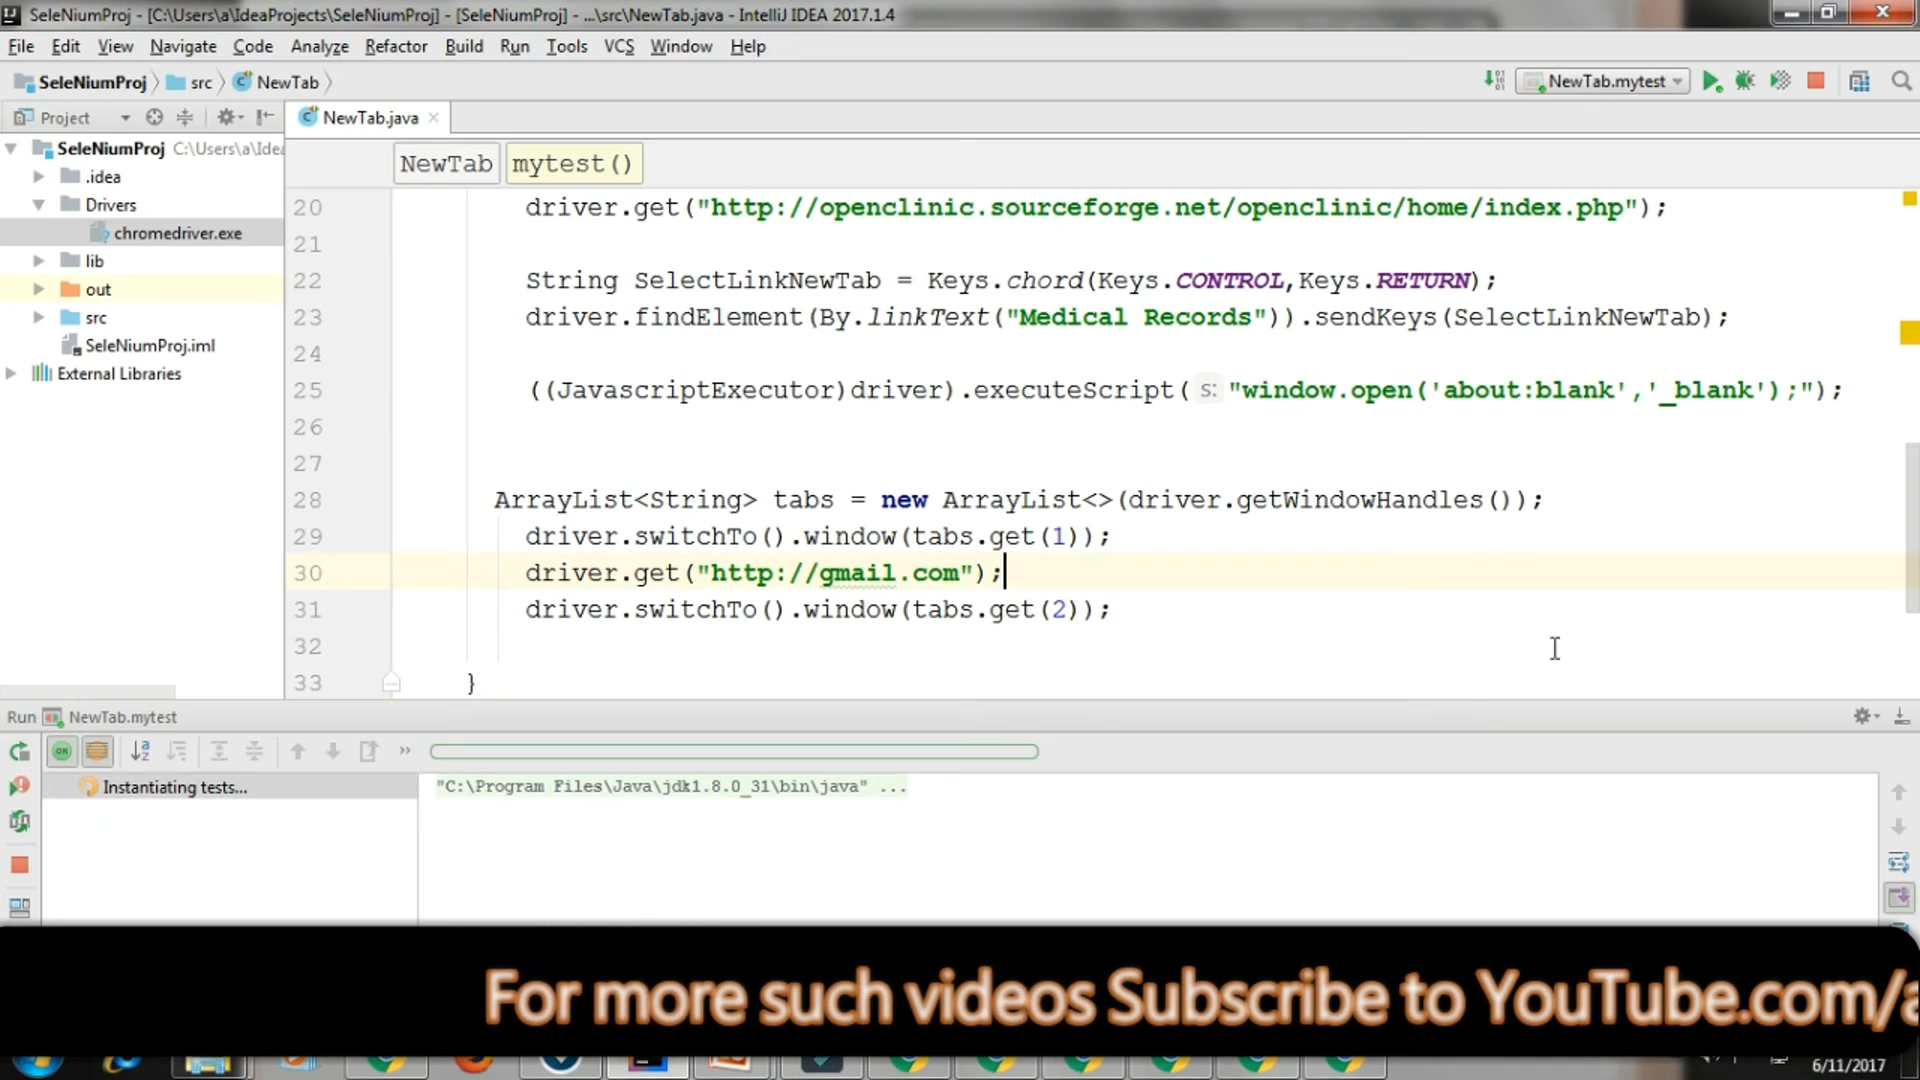 SeleNiumProj - [C:\Users\a\IdeaProjects\SeleNiumProj] - [SeleNiumProj] - ...\src\NewTab.java - IntelliJ IDEA 2017.1.4
File Edit View Navigate Code Analyze Refactor Build Run Tools VCS Window Help
SeleNiumProj src NewTab
NewTab.mytest
Project
NewTab.java
SeleNiumProj C:\Users\a\Idea
.idea
Drivers
chromedriver.exe
lib
out
src
SeleNiumProj.iml
External Libraries
NewTab mytest()
20 driver.get("http://openclinic.sourceforge.net/openclinic/home/index.php");
21
22 String SelectLinkNewTab = Keys.chord(Keys.CONTROL,Keys.RETURN);
23 driver.findElement(By.linkText("Medical Records")).sendKeys(SelectLinkNewTab);
24
25 ((JavascriptExecutor)driver).executeScript( s: "window.open('about:blank','_blank');");
26
27
28 ArrayList<String> tabs = new ArrayList<>(driver.getWindowHandles());
29 driver.switchTo().window(tabs.get(1));
30 driver.get("http://gmail.com");
31 driver.switchTo().window(tabs.get(2));
32
33 }
Run NewTab.mytest
Instantiating tests...
"C:\Program Files\Java\jdk1.8.0_31\bin\java" ...
For more such videos Subscribe to YouTube.com/a
6/11/2017